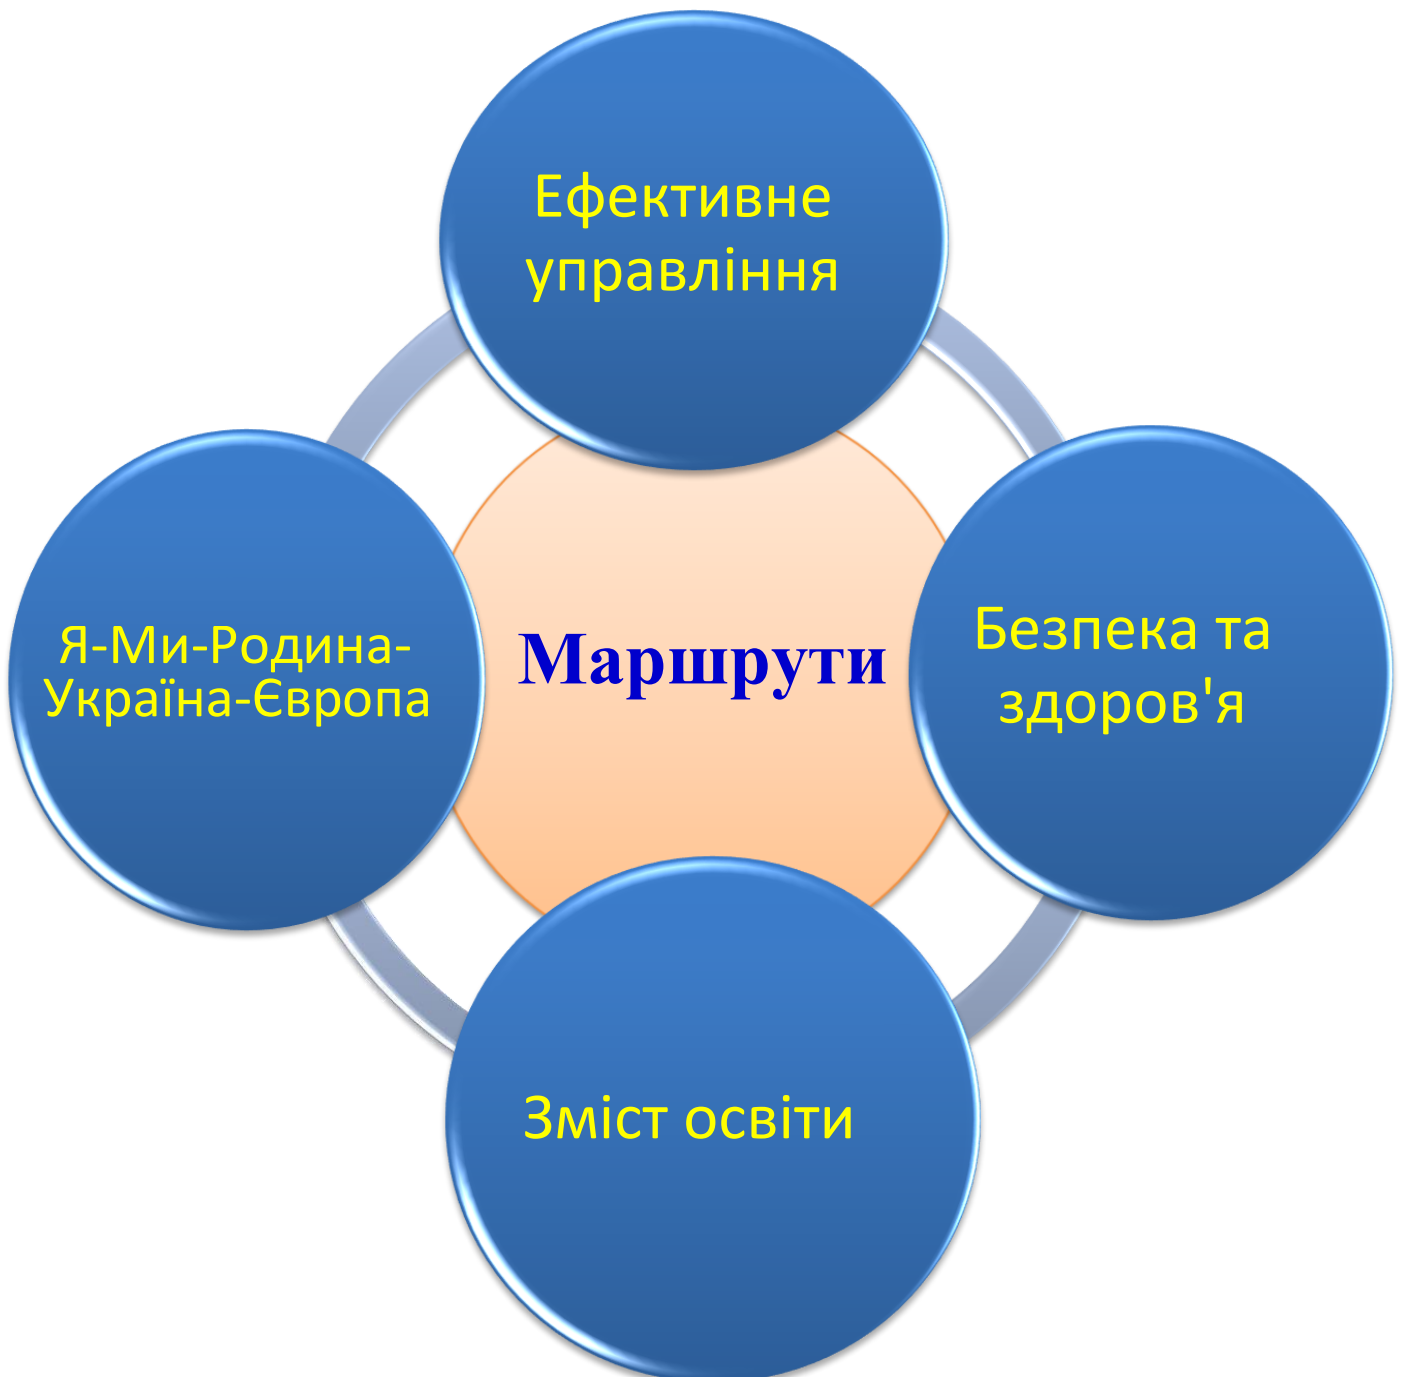 Ефективне
управління
Я-Ми-Родина-
Україна-Європа
Маршрути
Безпека та
здоров'я
Зміст освіти